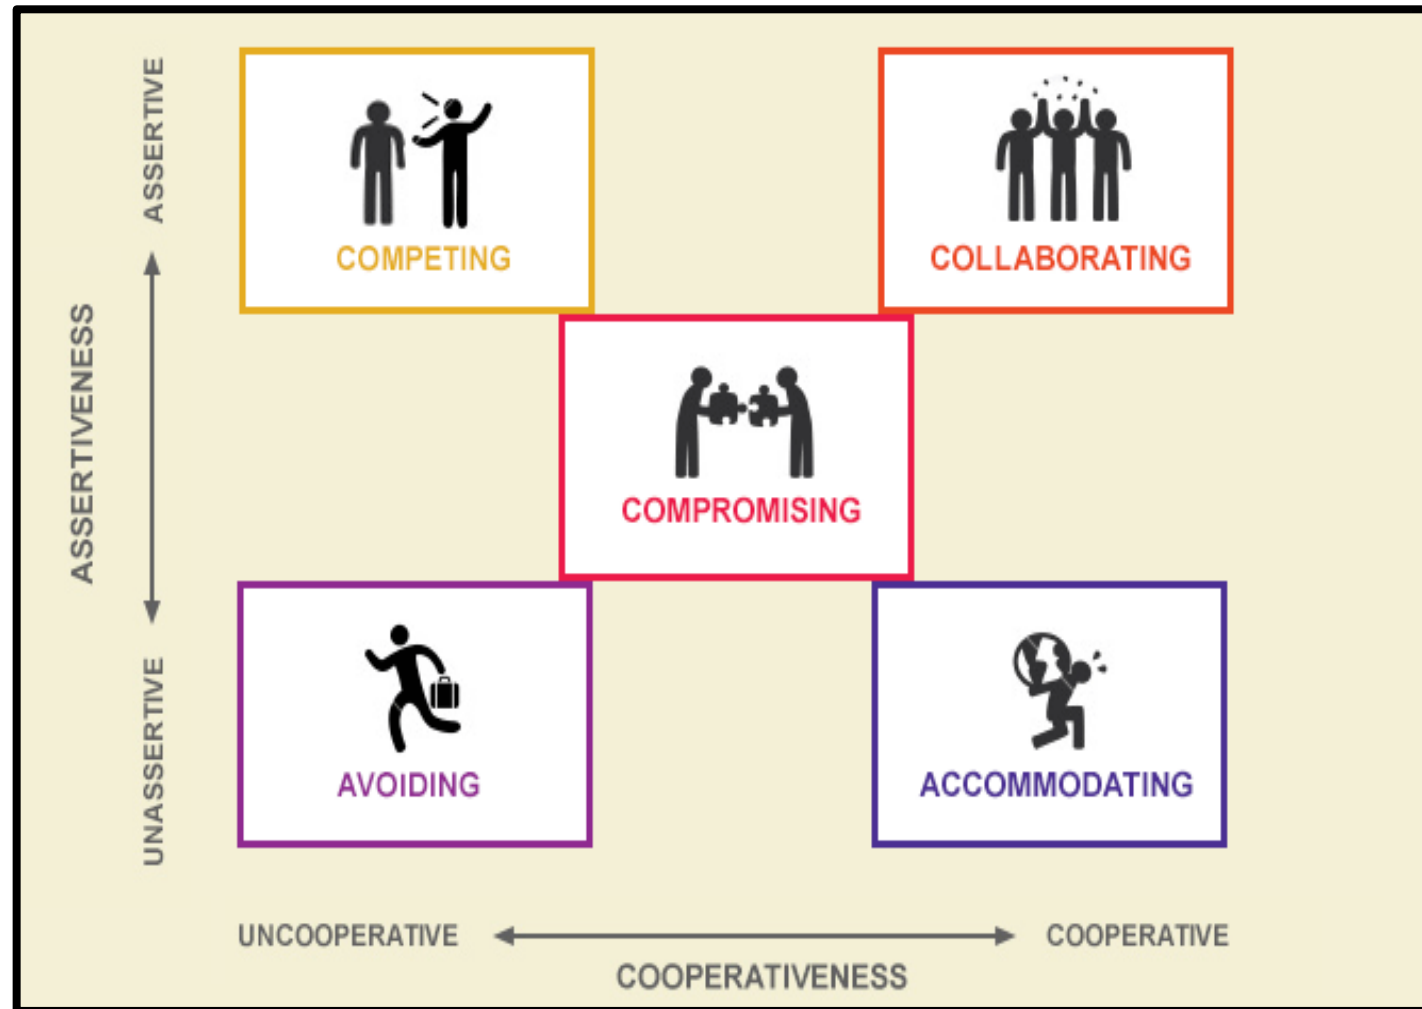 ASSERTIVE
COMPETING
COLLABORATING
ASSERTIVENESS
COMPROMISING
UNASSERTIVE
AVOIDING
ACCOMMODATING
UNCOOPERATIVE
COOPERATIVE
COOPERATIVENESS